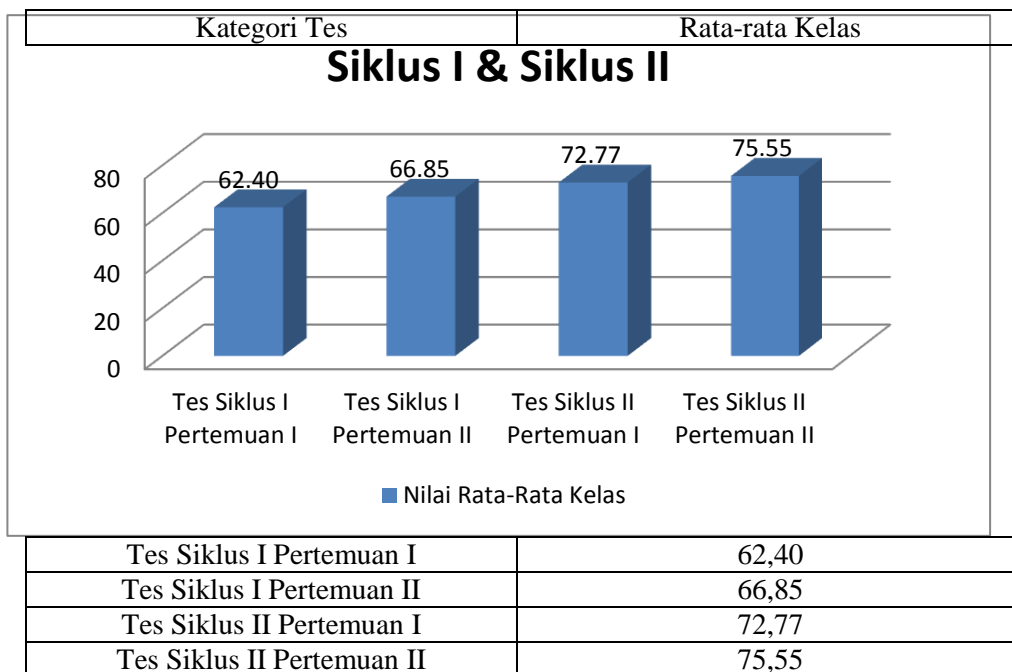 Kategori Tes Rata-rata Kelas
Siklus I & Siklus II
62.40 66.85 72.77 75.55
80
60
40
20
0
Tes Siklus I Tes Siklus I Tes Siklus II Tes Siklus II
Pertemuan I Pertemuan II Pertemuan I Pertemuan II
Nilai Rata-Rata Kelas
Tes Siklus I Pertemuan I 62,40
Tes Siklus I Pertemuan II 66,85
Tes Siklus II Pertemuan I 72,77
Tes Siklus II Pertemuan II 75,55